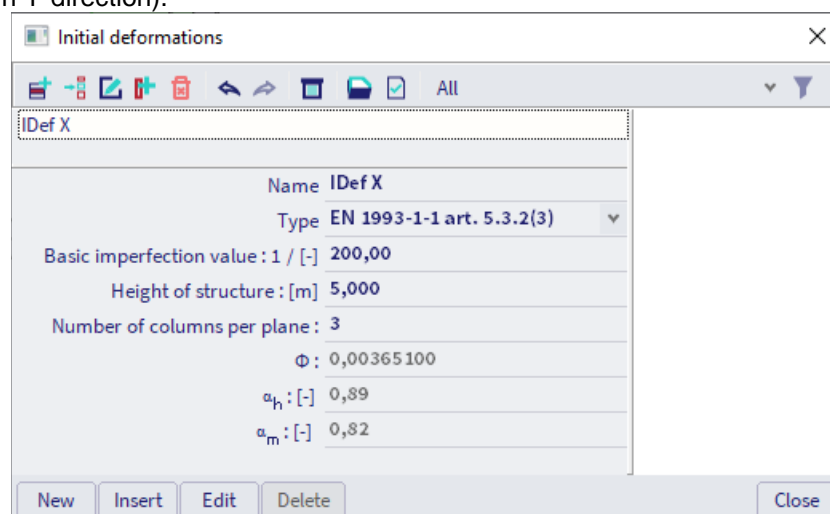 direction).
Initial deformations
All
IDef X
Name IDef X
Type EN 1993-1-1 art. 5.3.2(3)
Basic imperfection value : 1 / [-] 200,00
Height of structure : [m] 5,000
Number of columns per plane : 3
Φ : 0,00365100
αh : [-] 0,89
αm : [-] 0,82
New Insert Edit Delete Close